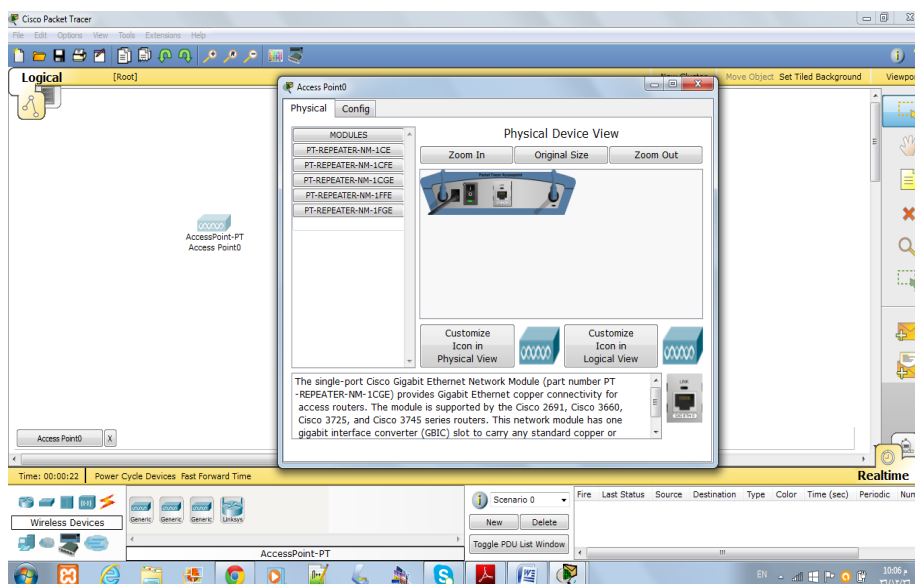 Cisco Packet Tracer
File Edit Options View Tools Extensions Help
Logical
[Root]
New Cluster
Move Object
Set Tiled Background
Viewpo
Access Point0
Physical
Config
MODULES
PT-REPEATER-NM-1CE
PT-REPEATER-NM-1CFE
PT-REPEATER-NM-1CGE
PT-REPEATER-NM-1FFE
PT-REPEATER-NM-1FGE
Physical Device View
Zoom In
Original Size
Zoom Out
AccessPoint-PT
Access Point0
Customize
Icon in
Physical View
Customize
Icon in
Logical View
The single-port Cisco Gigabit Ethernet Network Module (part number PT
-REPEATER-NM-1CGE) provides Gigabit Ethernet copper connectivity for
access routers. The module is supported by the Cisco 2691, Cisco 3660,
Cisco 3725, and Cisco 3745 series routers. This network module has one
gigabit interface converter (GBIC) slot to carry any standard copper or
Access Point0
X
Time: 00:00:22
Power Cycle Devices Fast Forward Time
Realtime
Wireless Devices
Generic
Generic
Generic
Linksys
AccessPoint-PT
Scenario 0
New
Delete
Toggle PDU List Window
Fire Last Status Source Destination Type Color Time (sec) Periodic Num
EN
10:06 م